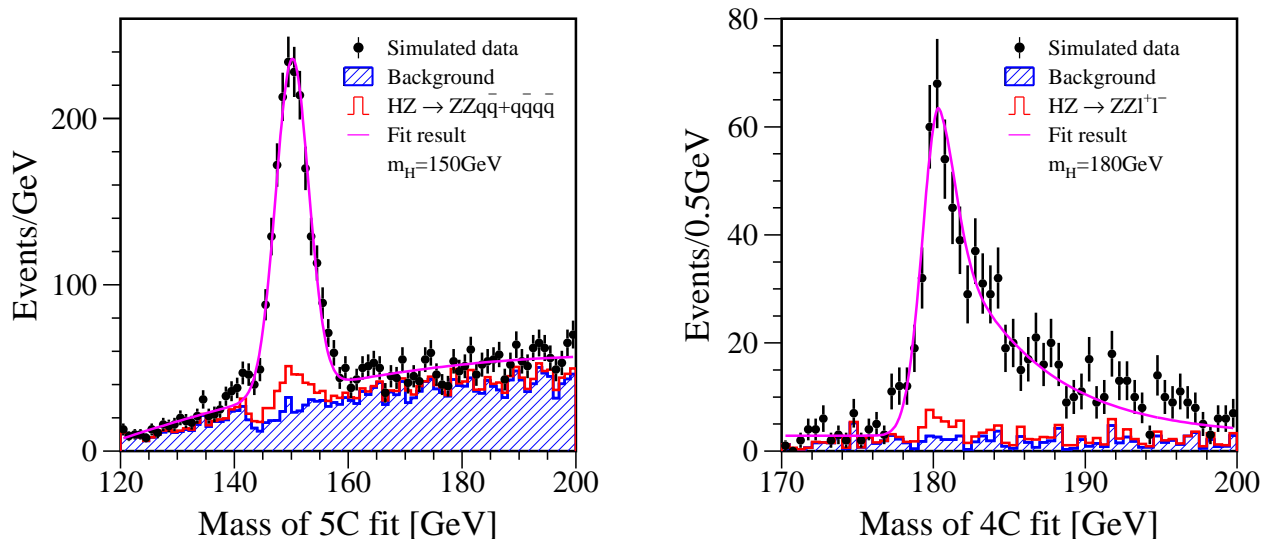 Events/GeV
200
100
0
120 140 160 180 200
Mass of 5C fit [GeV]
Simulated data
Background
HZ → ZZqq̄+qq̄qq̄
Fit result
m_H=150GeV
Events/0.5GeV
80
60
40
20
0
170 180 190 200
Mass of 4C fit [GeV]
Simulated data
Background
HZ → ZZl⁺l⁻
Fit result
m_H=180GeV